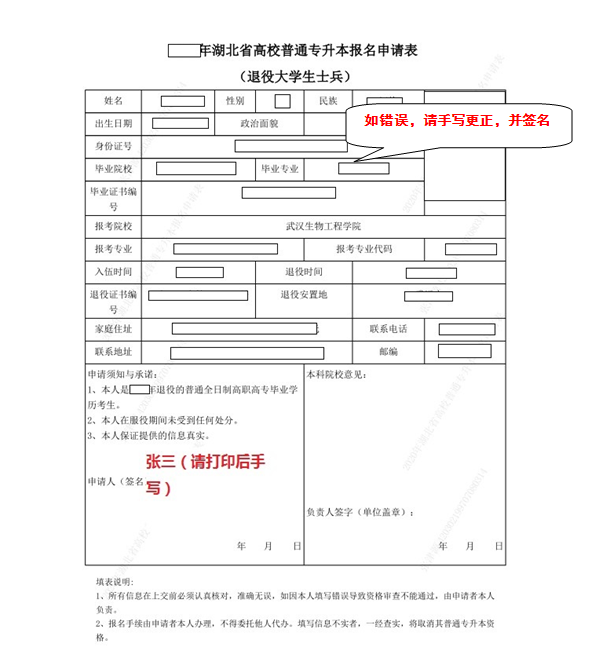 年湖北省高校普通专升本报名申请表
（退役大学生士兵）
姓名 性别 民族
如错误，请手写更正，并签名
出生日期 政治面貌
身份证号
毕业院校 毕业专业
毕业证书编
号
报考院校 武汉生物工程学院
报考专业 报考专业代码
入伍时间 退役时间
退役证书编
号
退役安置地
家庭住址 联系电话
联系地址 邮编
申请须知与承诺：
1、本人是 年退役的普通全日制高职高专毕业学
历考生。
2、本人在服役期间未受到任何处分。
3、本人保证提供的信息真实。
张三（请打印后手
写）
申请人（签名
年 月 日
本科院校意见：
负责人签字（单位盖章）：
年 月 日
填表说明：
1、所有信息在上交前必须认真核对，准确无误，如因本人填写错误导致资格审查不能通过，由申请者本人
负责。
2、报名手续由申请者本人办理，不得委托他人代办。填写信息不实者，一经查实，将取消其普通专升本资
格。